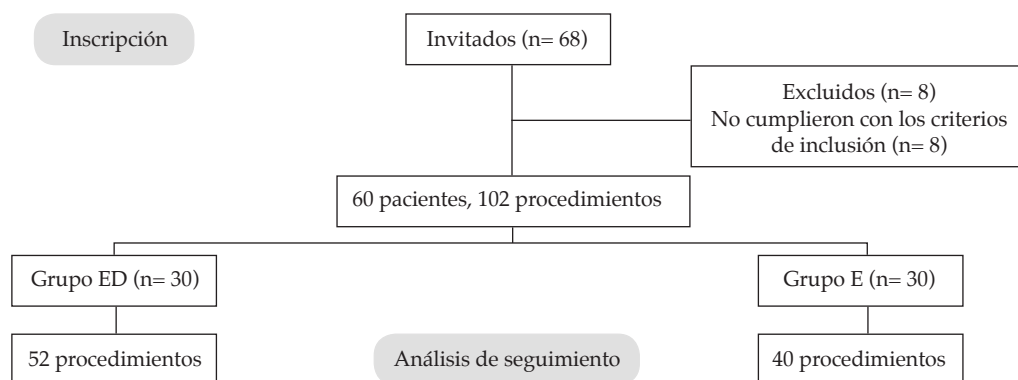 Inscripción
Invitados (n= 68)
Excluidos (n= 8)
No cumplieron con los criterios
de inclusión (n= 8)
60 pacientes, 102 procedimientos
Grupo ED (n= 30)
Grupo E (n= 30)
52 procedimientos
Análisis de seguimiento
40 procedimientos